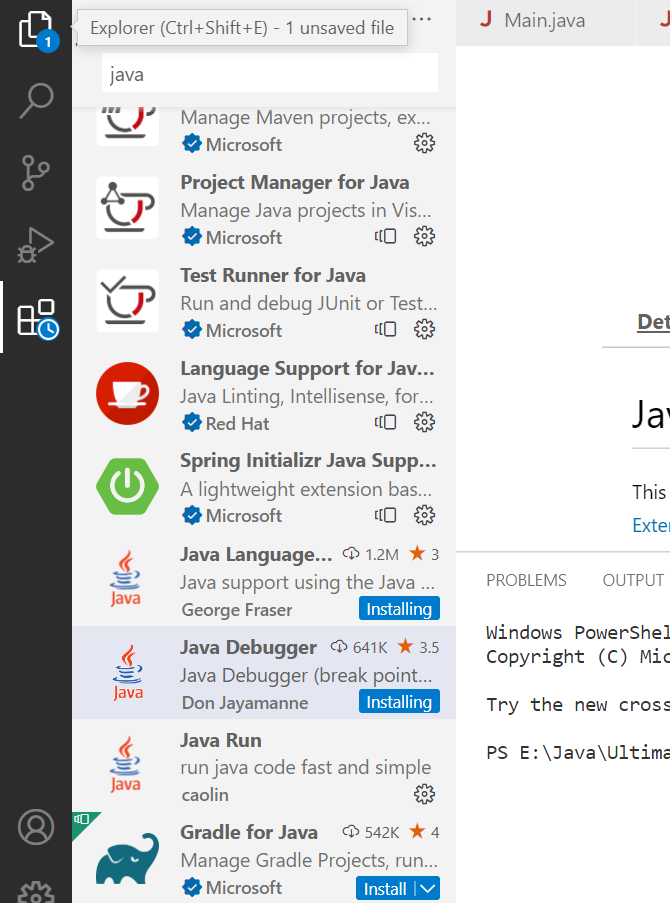 Explorer (Ctrl+Shift+E) - 1 unsaved file
1
java
Manage Maven projects, ex...
Microsoft
Project Manager for Java
Manage Java projects in Vis...
Microsoft
Test Runner for Java
Run and debug JUnit or Test...
Microsoft
Language Support for Jav...
Java Linting, Intellisense, for...
Red Hat
Spring Initializr Java Supp...
A lightweight extension bas...
Microsoft
Java
Java Language... 1.2M 3
Java support using the Java ...
George Fraser Installing
Java
Java Debugger 641K 3.5
Java Debugger (break point...
Don Jayamanne Installing
Java
Java Run
run java code fast and simple
caolin
Gradle for Java 542K 4
Manage Gradle Projects, run...
Microsoft Install
J Main.java
Det
Jav
This
Exter
PROBLEMS OUTPUT
Windows PowerShel
Copyright (C) Mic
Try the new cross
PS E:\Java\Ultima